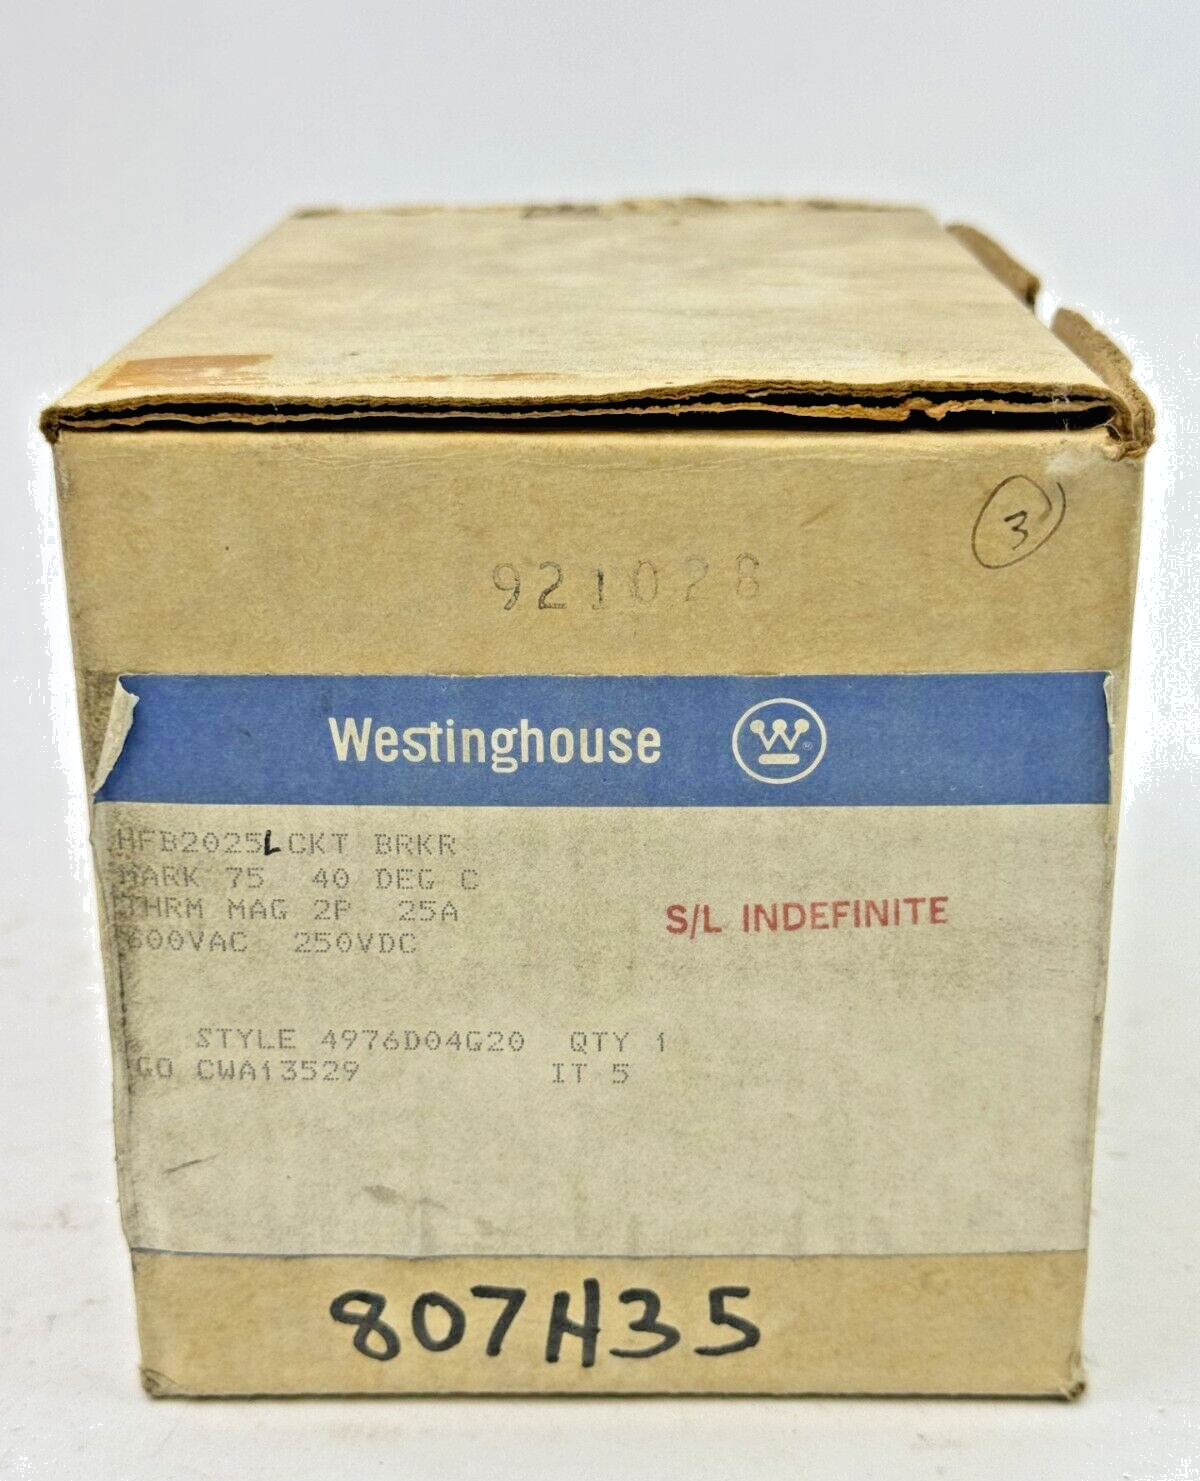 3
921028
Westinghouse W ®
HFB2025L CKT BRKR
MARK 75 40 DEG C
THRM MAG 2P 25A
600VAC 250VDC
S/L INDEFINITE
STYLE 4976D04G20 QTY 1
GO CWA13529 IT 5
807H35